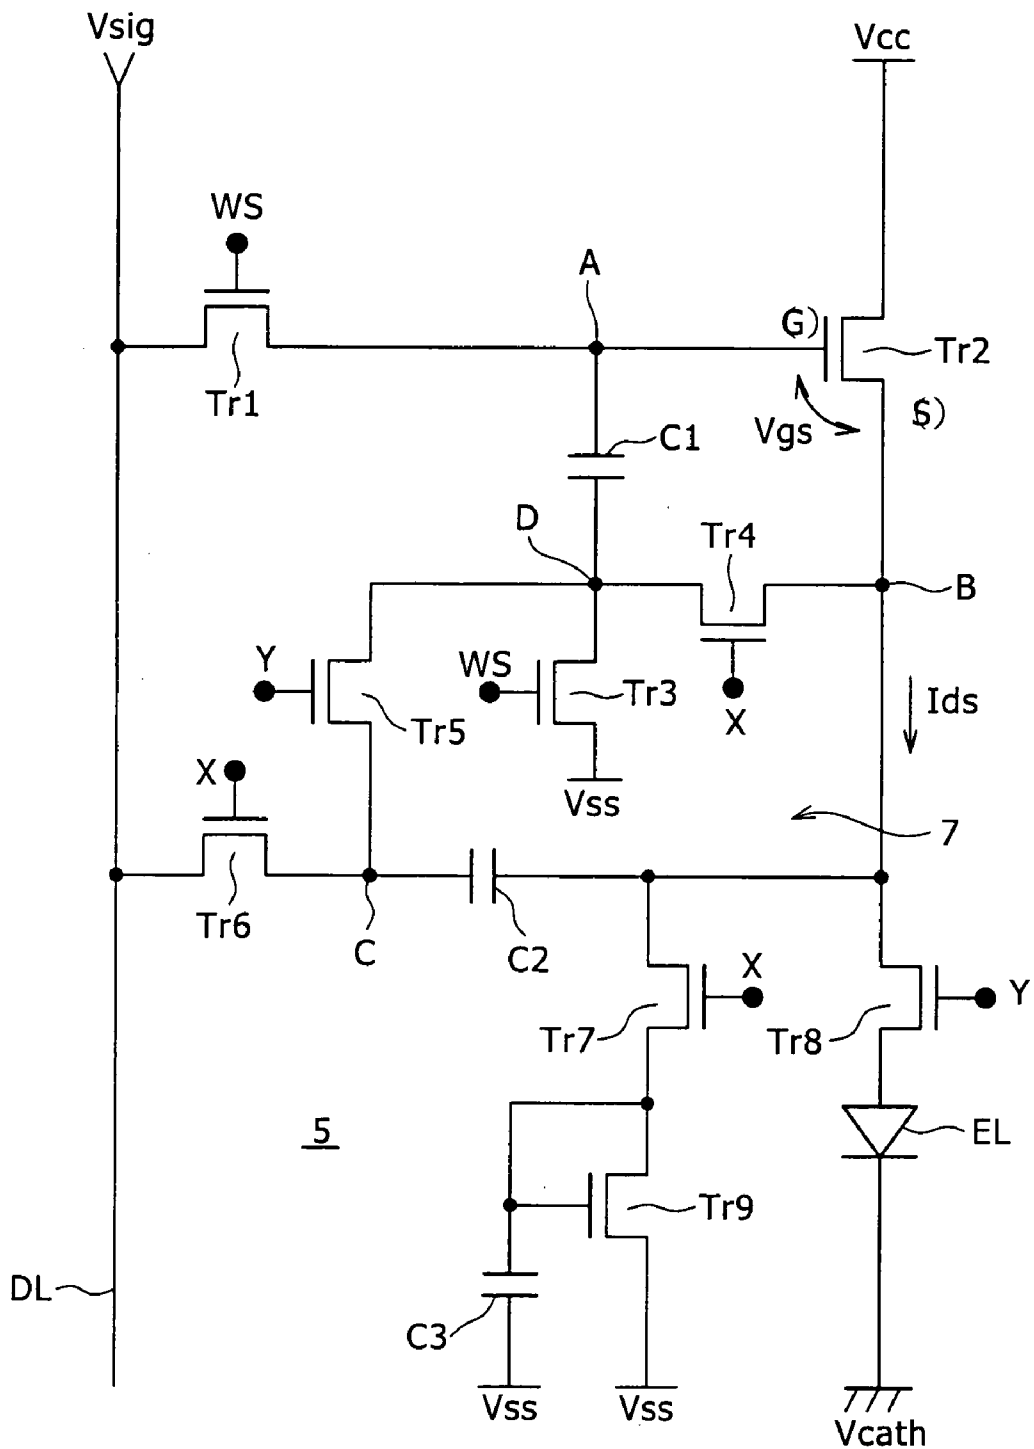 Vsig
Vcc
WS
A
G)
Tr2
Tr1
Vgs
S)
C1
D
Tr4
B
Y
WS
Tr3
Tr5
X
Ids
X
Vss
7
Tr6
C
C2
X
Y
Tr7
Tr8
5
EL
Tr9
DL
C3
Vss
Vss
Vcath